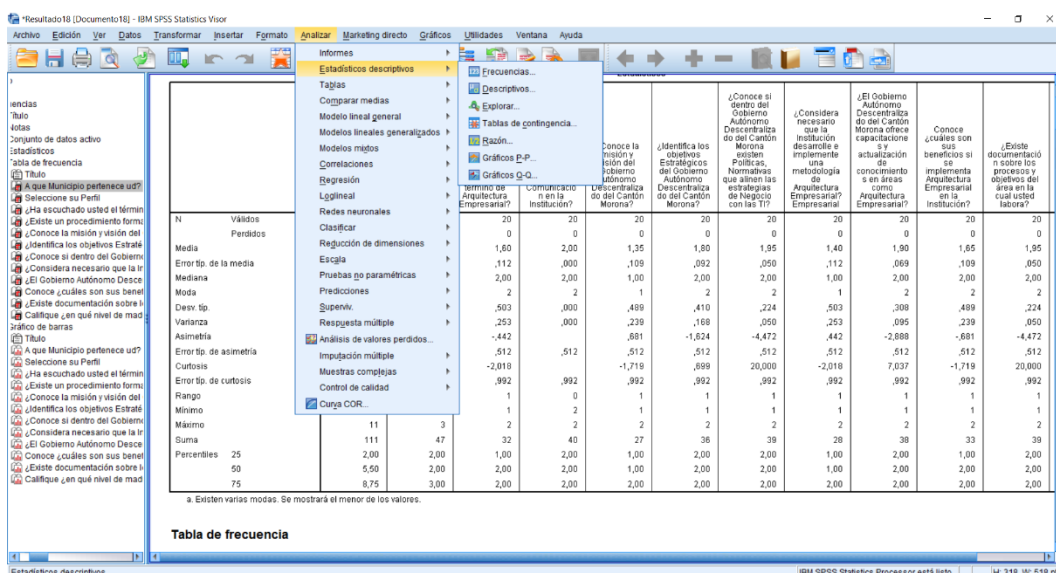 *Resultado18 [Documento18] - IBM SPSS Statistics Visor
Archivo Edición Ver Datos Transformar Insertar Formato Analizar Marketing directo Gráficos Utilidades Ventana Ayuda
Informes
Estadísticos descriptivos
Tablas
Comparar medias
Modelo lineal general
Modelos lineales generalizados
Modelos mixtos
Correlaciones
Regresión
Loglineal
Redes neuronales
Clasificar
Reducción de dimensiones
Escala
Pruebas no paramétricas
Predicciones
Superviv.
Respuesta múltiple
Análisis de valores perdidos...
Imputación múltiple
Muestras complejas
Control de calidad
Curva COR...
Frecuencias...
Descriptivos...
Explorar...
Tablas de contingencia...
Razón...
Gráficos P-P...
Gráficos Q-Q...
Título
Notas
Conjunto de datos activo
Estadísticos
Tabla de frecuencia
Título
A que Municipio pertenece ud?
Seleccione su Perfil
¿Ha escuchado usted el términ
¿Existe un procedimiento forma
¿Conoce la misión y visión del
¿Identifica los objetivos Estraté
¿Conoce si dentro del Gobierno
¿Considera necesario que la In
¿El Gobierno Autónomo Desce
Conoce ¿cuáles son sus benef
¿Existe documentación sobre l
Califique ¿en qué nivel de mad
Gráfico de barras
Título
A que Municipio pertenece ud?
Seleccione su Perfil
¿Ha escuchado usted el términ
¿Existe un procedimiento forma
¿Conoce la misión y visión del
¿Identifica los objetivos Estraté
¿Conoce si dentro del Gobierno
¿Considera necesario que la In
¿El Gobierno Autónomo Desce
Conoce ¿cuáles son sus benef
¿Existe documentación sobre l
Califique ¿en qué nivel de mad
término de
Arquitectura
Empresarial?
Comunicació
n en la
Institución?
Conoce la
misión y
visión del
Gobierno
Autónomo
Descentraliza
do del Cantón
Morona?
¿Identifica los
objetivos
Estratégicos
del Gobierno
Autónomo
Descentraliza
do del Cantón
Morona?
¿Conoce si
dentro del
Gobierno
Autónomo
Descentraliza
do del Cantón
Morona
existen
Políticas,
Normativas
que alinen las
estrategias
de Negocio
con las TI?
¿Considera
necesario
que la
Institución
desarrolle e
implemente
una
metodología
de
Arquitectura
Empresarial?
Empresarial
¿El Gobierno
Autónomo
Descentraliza
do del Cantón
Morona ofrece
capacitacione
s y
actualización
de
conocimiento
s en áreas
como
Arquitectura
Empresarial?
Conoce
¿cuáles son
sus
beneficios si
se
implementa
Arquitectura
Empresarial
en la
Institución?
¿Existe
documentació
n sobre los
procesos y
objetivos del
área en la
cual usted
labora?
N Válidos 20 20 20 20 20 20 20 20 20
Perdidos 0 0 0 0 0 0 0 0 0
Media 1,60 2,00 1,35 1,80 1,95 1,40 1,90 1,65 1,95
Error típ. de la media ,112 ,000 ,109 ,092 ,050 ,112 ,069 ,109 ,050
Mediana 2,00 2,00 1,00 2,00 2,00 1,00 2,00 2,00 2,00
Moda 2 2 1 2 2 1 2 2 2
Desv. típ. ,503 ,000 ,489 ,410 ,224 ,503 ,308 ,489 ,224
Varianza ,253 ,000 ,239 ,168 ,050 ,253 ,095 ,239 ,050
Asimetría -,442 ,681 -1,624 -4,472 ,442 -2,888 -,681 -4,472
Error típ. de asimetría ,512 ,512 ,512 ,512 ,512 ,512 ,512 ,512 ,512
Curtosis -2,018 -1,719 ,699 20,000 -2,018 7,037 -1,719 20,000
Error típ. de curtosis ,992 ,992 ,992 ,992 ,992 ,992 ,992 ,992 ,992
Rango 1 0 1 1 1 1 1 1 1
Mínimo 1 2 1 1 1 1 1 1 1
Máximo 11 3 2 2 2 2 2 2 2 2 2
Suma 111 47 32 40 27 36 39 28 38 33 39
Percentiles 25 2,00 2,00 1,00 2,00 1,00 2,00 2,00 1,00 2,00 1,00 2,00
50 5,50 2,00 2,00 2,00 1,00 2,00 2,00 1,00 2,00 2,00 2,00
75 8,75 3,00 2,00 2,00 2,00 2,00 2,00 2,00 2,00 2,00 2,00
a. Existen varias modas. Se mostrará el menor de los valores.
Tabla de frecuencia
Estadísticos descriptivos
IBM SPSS Statistics Processor está listo
H: 218, W: 518 p